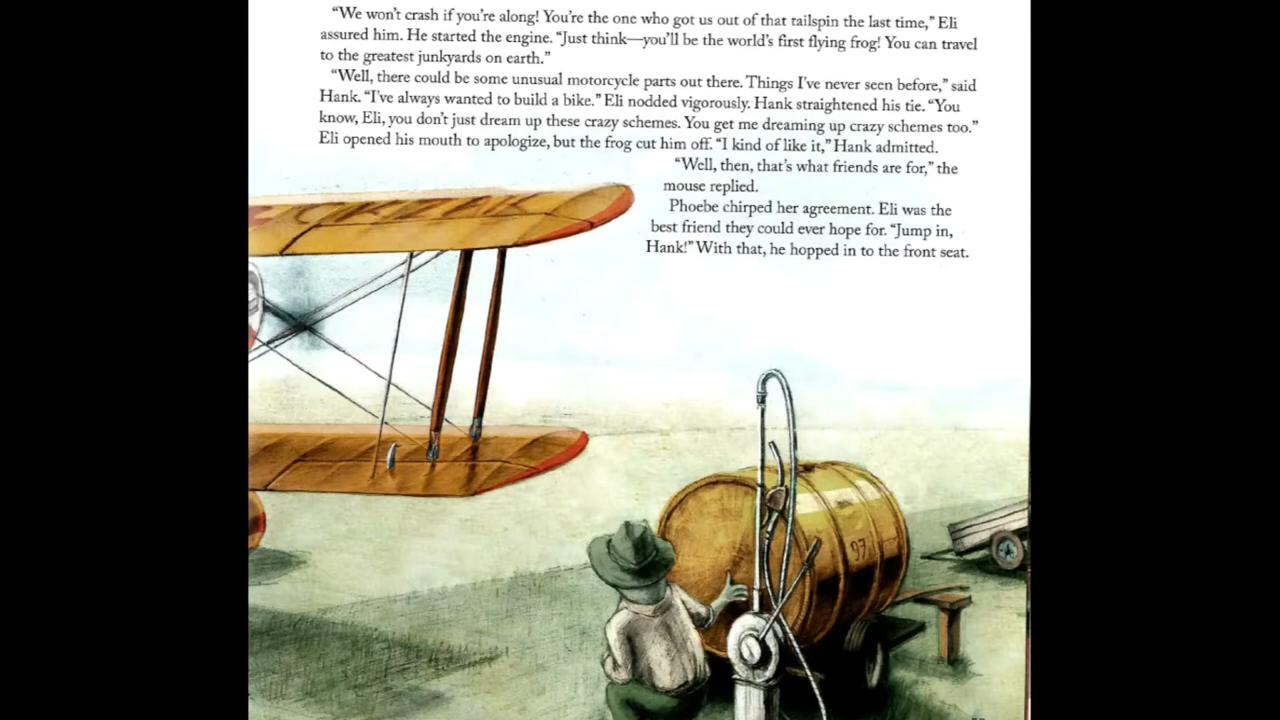 “We won’t crash if you’re along! You’re the one who got us out of that tailspin the last time,” Eli
assured him. He started the engine. “Just think—you’ll be the world’s first flying frog! You can travel
to the greatest junkyards on earth.”
“Well, there could be some unusual motorcycle parts out there. Things I’ve never seen before,” said
Hank. “I’ve always wanted to build a bike.” Eli nodded vigorously. Hank straightened his tie. “You
know, Eli, you don’t just dream up these crazy schemes. You get me dreaming up crazy schemes too.”
Eli opened his mouth to apologize, but the frog cut him off. “I kind of like it,” Hank admitted.
“Well, then, that’s what friends are for,” the
mouse replied.
Phoebe chirped her agreement. Eli was the
best friend they could ever hope for. “Jump in,
Hank!” With that, he hopped in to the front seat.
97